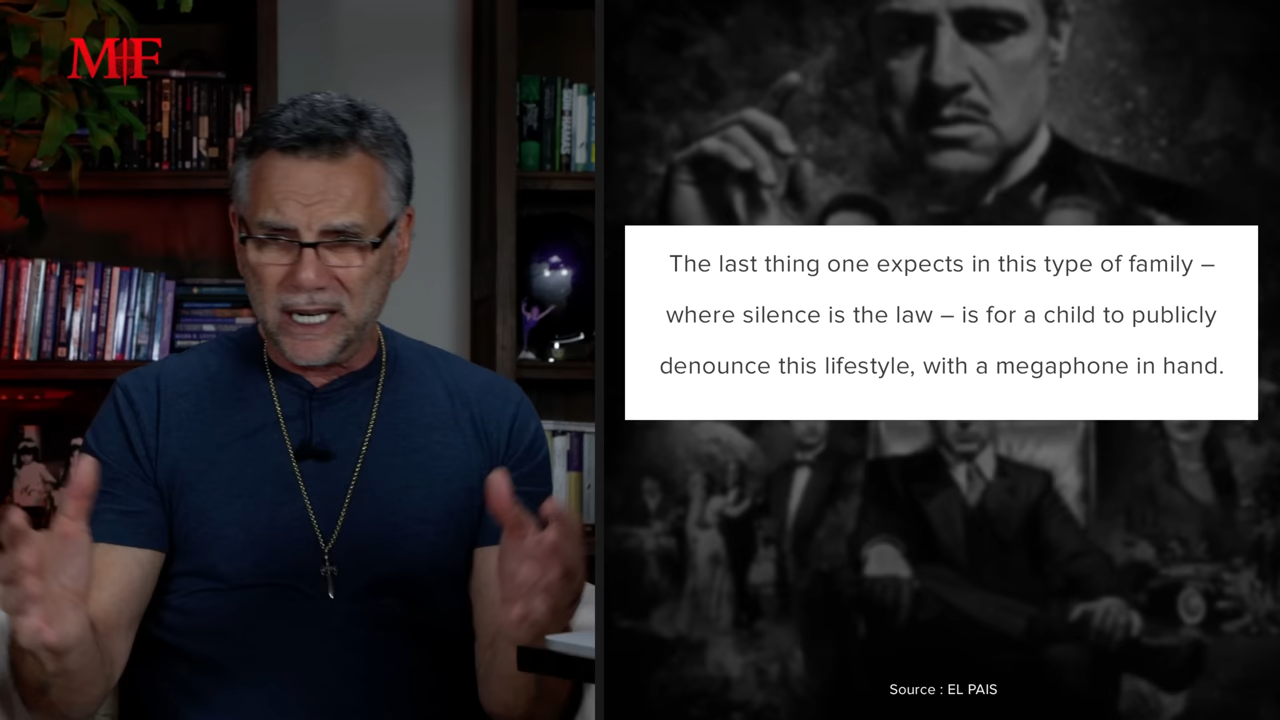 M|F
The last thing one expects in this type of family –
where silence is the law – is for a child to publicly
denounce this lifestyle, with a megaphone in hand.
Source : EL PAIS